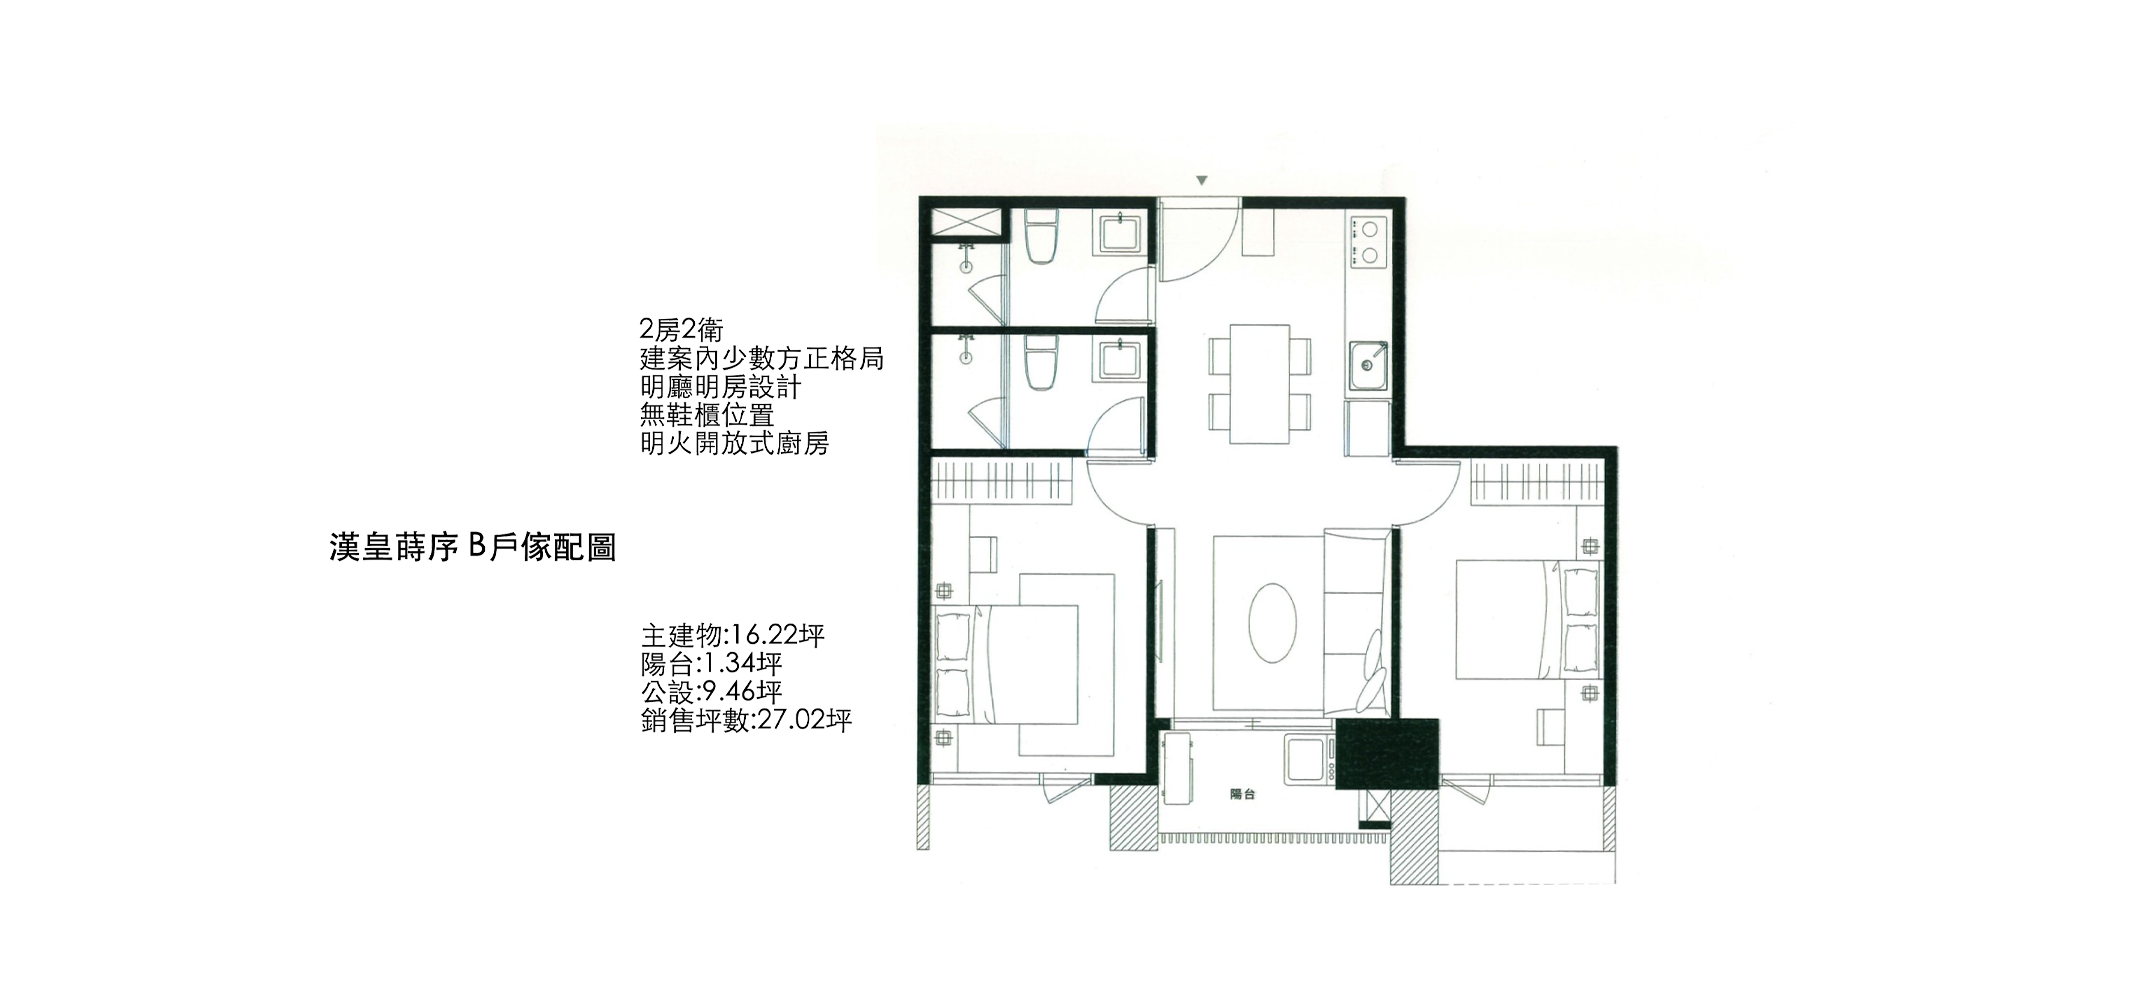 2房2衛
建案內少數方正格局
明廳明房設計
無鞋櫃位置
明火開放式廚房
漢皇蒔序 B戶傢配圖
主建物:16.22坪
陽台:1.34坪
公設:9.46坪
銷售坪數:27.02坪
陽台